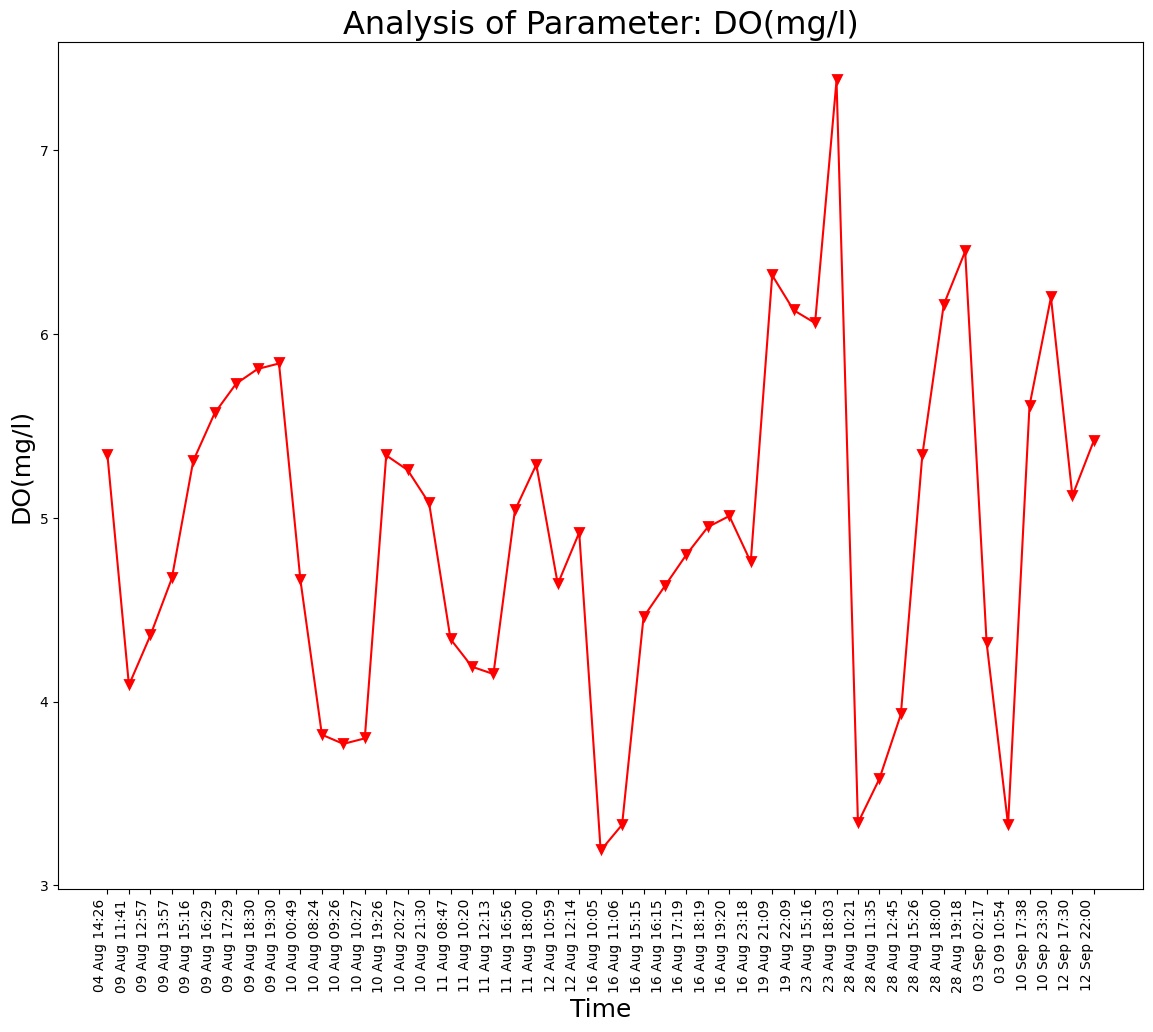 Analysis of Parameter: DO(mg/l)
DO(mg/l)
7
6
5
4
3
04 Aug 14:26
09 Aug 11:41
09 Aug 12:57
09 Aug 13:57
09 Aug 15:16
09 Aug 16:29
09 Aug 17:29
09 Aug 18:30
09 Aug 19:30
10 Aug 00:49
10 Aug 08:24
10 Aug 09:26
10 Aug 10:27
10 Aug 19:26
10 Aug 20:27
10 Aug 21:30
11 Aug 08:47
11 Aug 10:20
11 Aug 12:13
11 Aug 16:56
11 Aug 18:00
12 Aug 10:59
12 Aug 12:14
16 Aug 10:05
16 Aug 11:06
16 Aug 15:15
16 Aug 16:15
16 Aug 17:19
16 Aug 18:19
16 Aug 19:20
16 Aug 23:18
19 Aug 21:09
19 Aug 22:09
23 Aug 15:16
23 Aug 18:03
28 Aug 10:21
28 Aug 11:35
28 Aug 12:45
28 Aug 15:26
28 Aug 18:00
28 Aug 19:18
03 Sep 02:17
03 09 10:54
10 Sep 17:38
10 Sep 23:30
12 Sep 17:30
12 Sep 22:00
Time